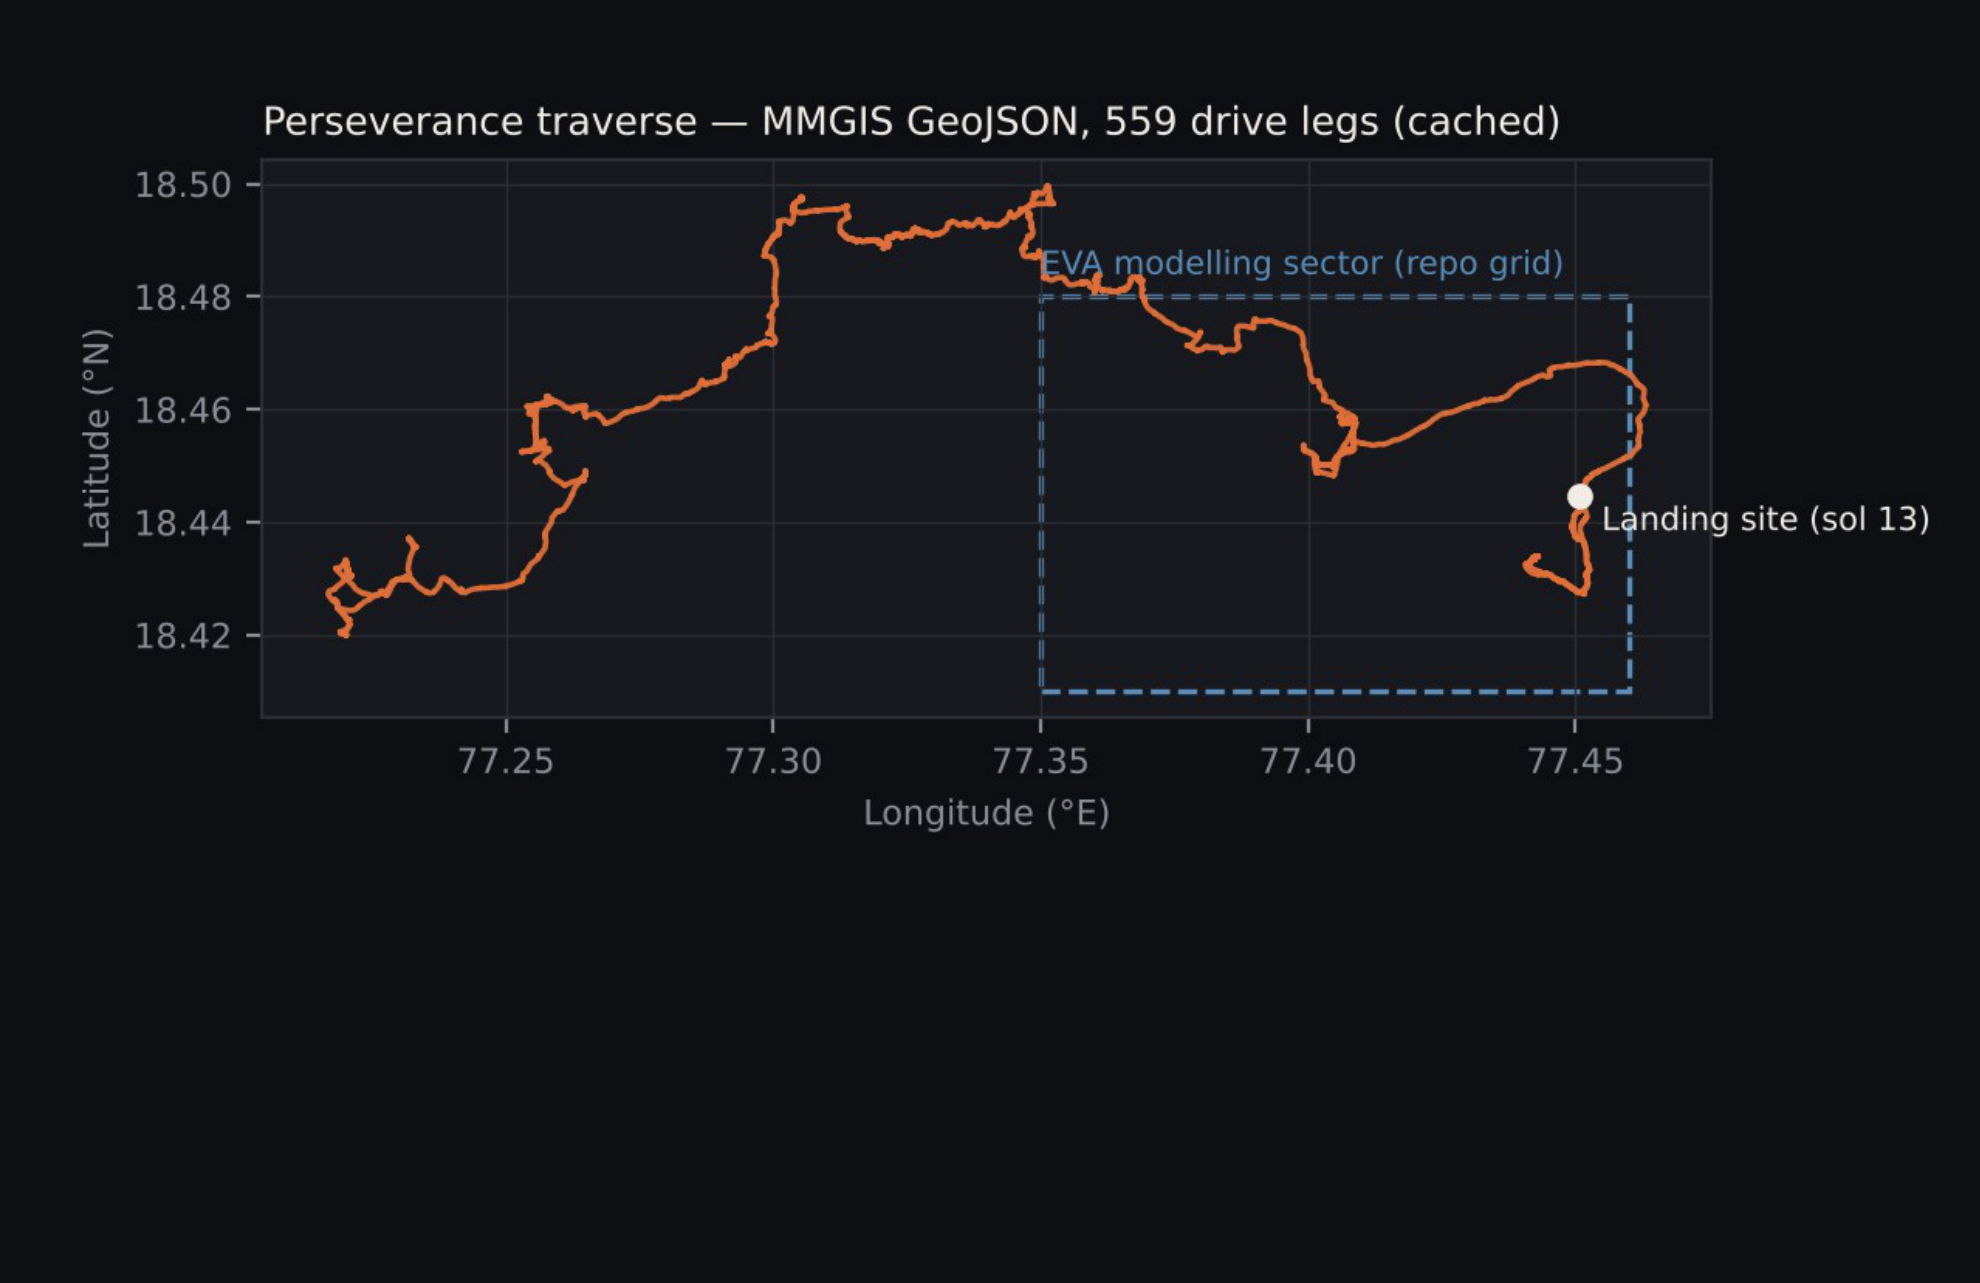 Perseverance traverse — MMGIS GeoJSON, 559 drive legs (cached)
18.50
18.48
18.46
18.44
18.42
Latitude (°N)
EVA modelling sector (repo grid)
Landing site (sol 13)
77.25
77.30
77.35
77.40
77.45
Longitude (°E)